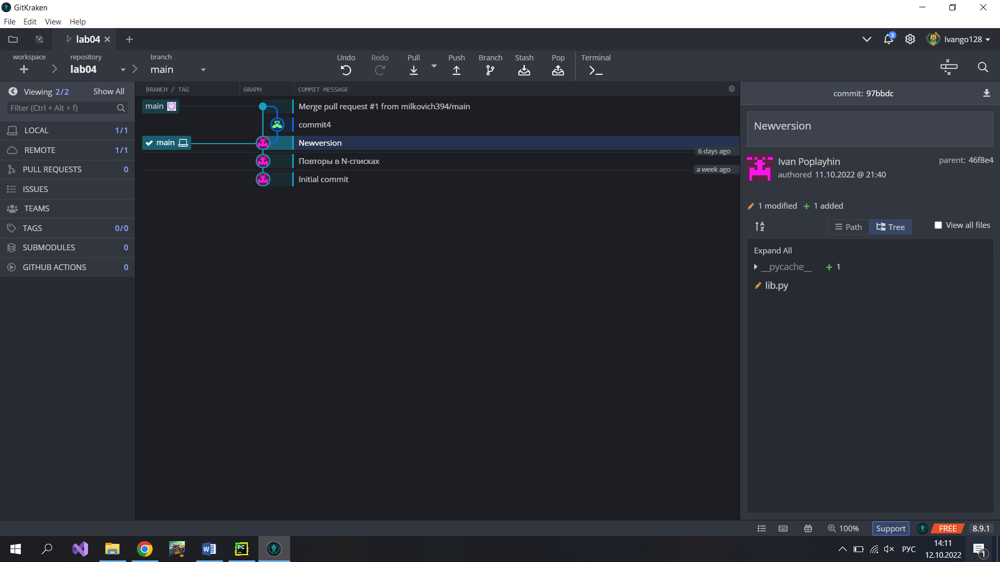 GitKraken
File Edit View Help
lab04
3
Ivango128
workspace
repository
lab04
branch
main
Undo
Redo
Pull
Push
Branch
Stash
Pop
Terminal
Viewing 2/2 Show All
Filter (Ctrl + Alt + f)
LOCAL 1/1
REMOTE 1/1
PULL REQUESTS 0
ISSUES
TEAMS
TAGS 0/0
SUBMODULES 0
GITHUB ACTIONS 0
BRANCH / TAG GRAPH COMMIT MESSAGE
main Merge pull request #1 from milkovich394/main
commit4
main Newversion
6 days ago
Повторы в N-списках
a week ago
Initial commit
commit: 97bbdc
Newversion
Ivan Poplayhin
parent: 46f8e4
authored 11.10.2022 @ 21:40
1 modified + 1 added
A
Z
Path Tree View all files
Expand All
__pycache__ + 1
lib.py
100% Support FREE 8.9.1
W
PC
РУС
14:11
12.10.2022
1